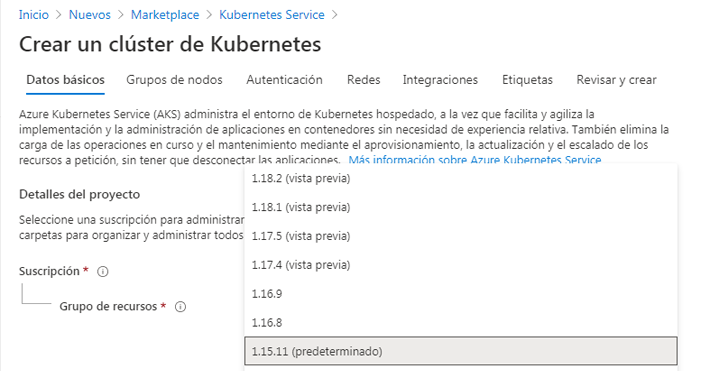 Inicio > Nuevos > Marketplace > Kubernetes Service >
Crear un clúster de Kubernetes
Datos básicos Grupos de nodos Autenticación Redes Integraciones Etiquetas Revisar y crear
Azure Kubernetes Service (AKS) administra el entorno de Kubernetes hospedado, a la vez que facilita y agiliza la
implementación y la administración de aplicaciones en contenedores sin necesidad de experiencia relativa. También elimina la
carga de las operaciones en curso y el mantenimiento mediante el aprovisionamiento, la actualización y el escalado de los
recursos a petición, sin tener que desconectar las aplicaciones. Más información sobre Azure Kubernetes Service
Detalles del proyecto
Seleccione una suscripción para administrar
carpetas para organizar y administrar todos
Suscripción *
Grupo de recursos *
1.18.2 (vista previa)
1.18.1 (vista previa)
1.17.5 (vista previa)
1.17.4 (vista previa)
1.16.9
1.16.8
1.15.11 (predeterminado)